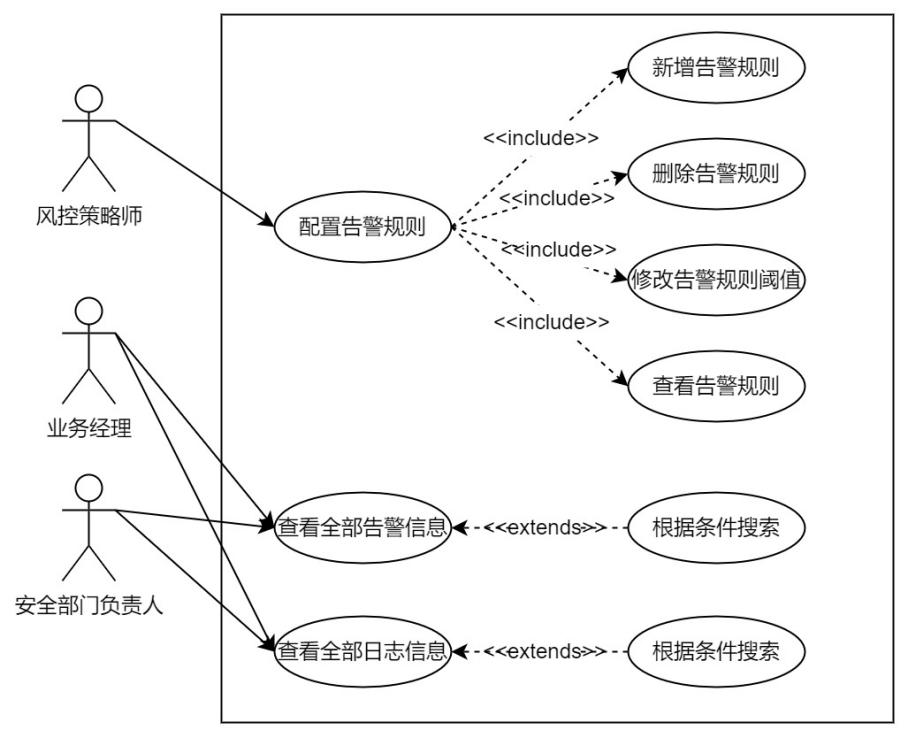 新增告警规则
<<include>>
风控策略师
删除告警规则
<<include>>
配置告警规则
<<include>>
修改告警规则阈值
<<include>>
查看告警规则
业务经理
查看全部告警信息
<<extends>>
根据条件搜索
安全部门负责人
查看全部日志信息
<<extends>>
根据条件搜索